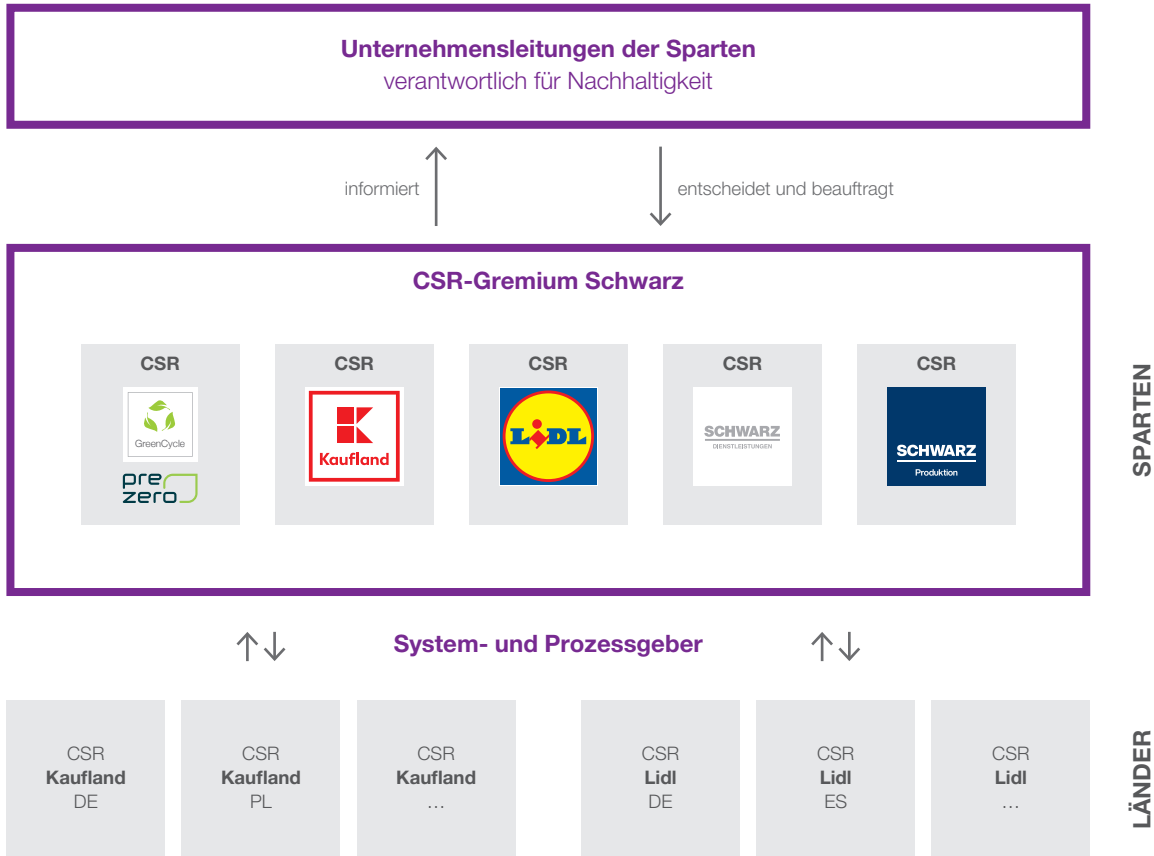 Unternehmensleitungen der Sparten
verantwortlich für Nachhaltigkeit
informiert
entscheidet und beauftragt
CSR-Gremium Schwarz
CSR
GreenCycle
pre
zero
CSR
K
Kaufland
CSR
LIDL
CSR
SCHWARZ
DIENSTLEISTUNGEN
CSR
SCHWARZ
Produktion
SPARTEN
System- und Prozessgeber
CSR
Kaufland
DE
CSR
Kaufland
PL
CSR
Kaufland
…
CSR
Lidl
DE
CSR
Lidl
ES
CSR
Lidl
…
LÄNDER